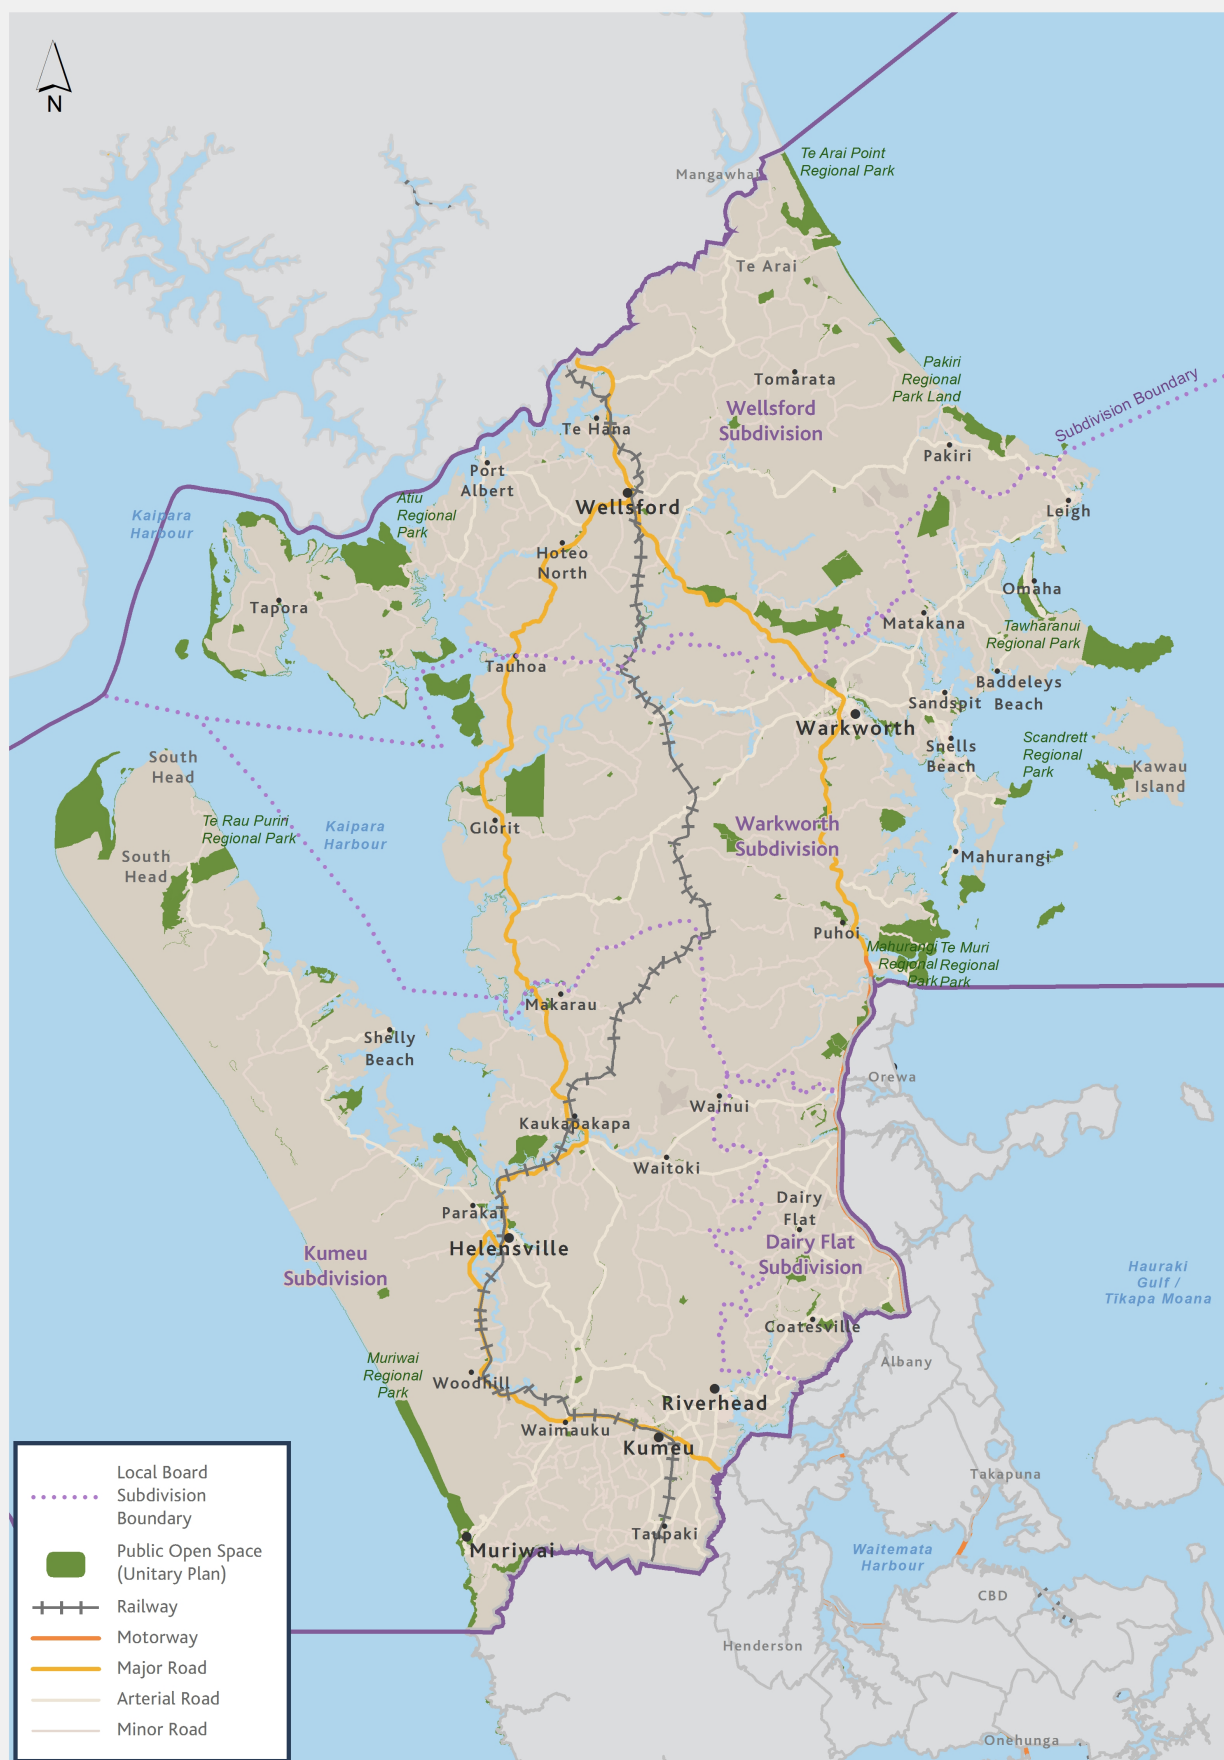 N
Te Arai Point
Regional Park
Mangawhai
Te Arai
Tomarata
Pakiri
Regional
Park Land
Subdivision Boundary
Wellsford
Subdivision
Te Hana
Pakiri
Port
Albert
Wellsford
Leigh
Atiu
Regional
Park
Kaipara
Harbour
Hoteo
North
Omaha
Tapora
Matakana
Tawharanui
Regional Park
Tauhoa
Baddeleys
Beach
Sandspit
Warkworth
Snells
Beach
Scandrett
Regional
Park
Kawau
Island
South
Head
Te Rau Puriri
Regional Park
Kaipara
Harbour
Glorit
Warkworth
Subdivision
South
Head
Mahurangi
Puhoi
Mahurangi
Regional
Park
Te Muri
Regional
Park
Makarau
Shelly
Beach
Orewa
Wainui
Kaukapakapa
Waitoki
Dairy
Flat
Parakai
Helensville
Dairy Flat
Subdivision
Kumeu
Subdivision
Hauraki
Gulf /
Tīkapa Moana
Coatesville
Albany
Muriwai
Regional
Park
Woodhill
Riverhead
Waimauku
Kumeu
Takapuna
Taupaki
Muriwai
Waitemata
Harbour
CBD
Henderson
Onehunga
Local Board
Subdivision
Boundary
Public Open Space
(Unitary Plan)
Railway
Motorway
Major Road
Arterial Road
Minor Road